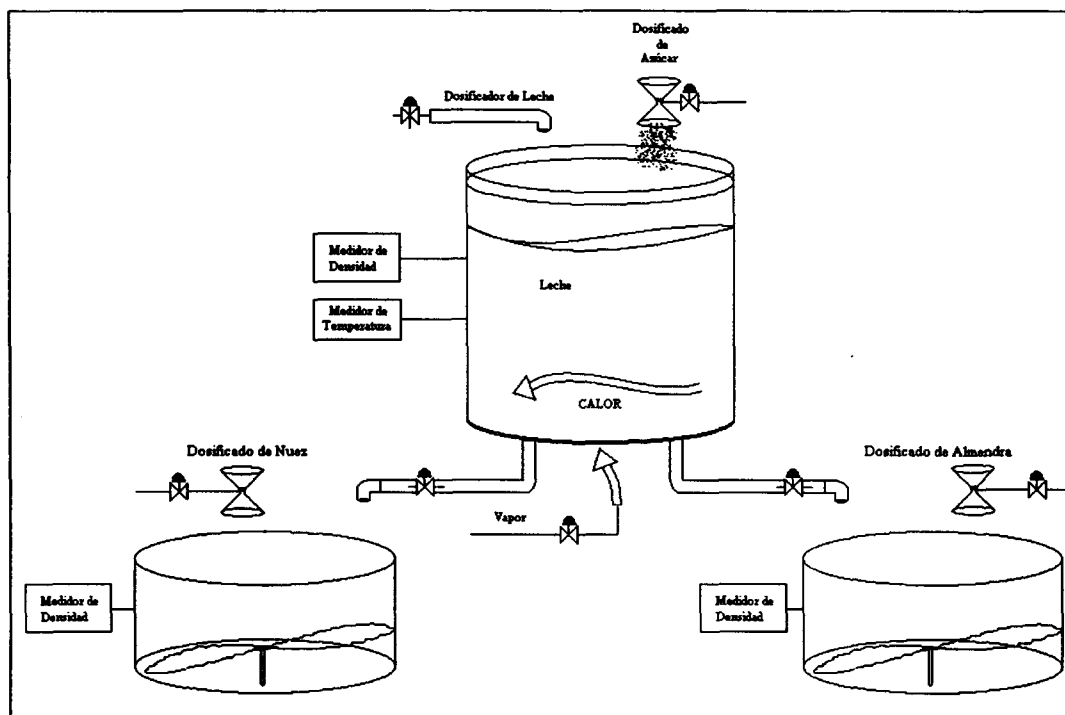 Dosificado
de
Azúcar
Dosificador de Leche
Medidor de
Densidad
Leche
Medidor de
Temperatura
CALOR
Dosificado de Nuez
Dosificado de Almendra
Vapor
Medidor de
Densidad
Medidor de
Densidad